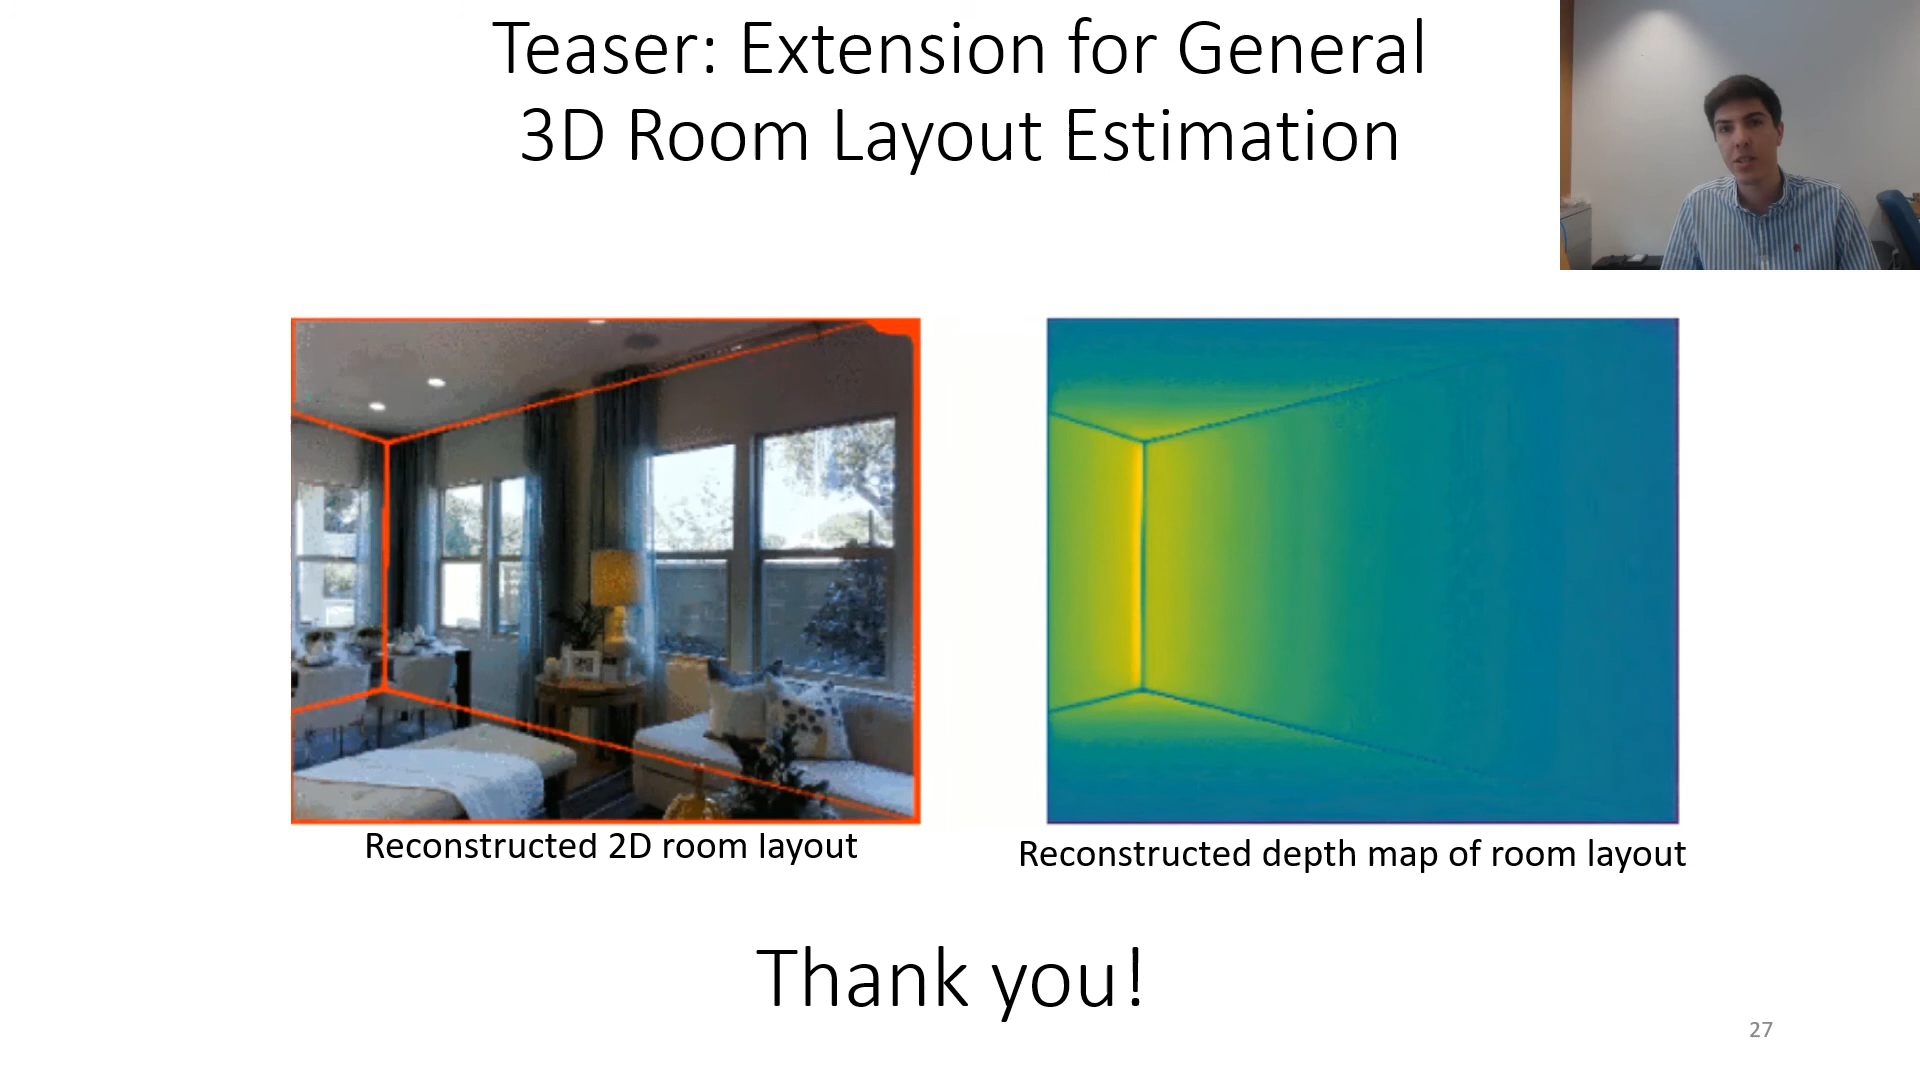 Teaser: Extension for General
3D Room Layout Estimation
Reconstructed 2D room layout
Reconstructed depth map of room layout
Thank you!
27